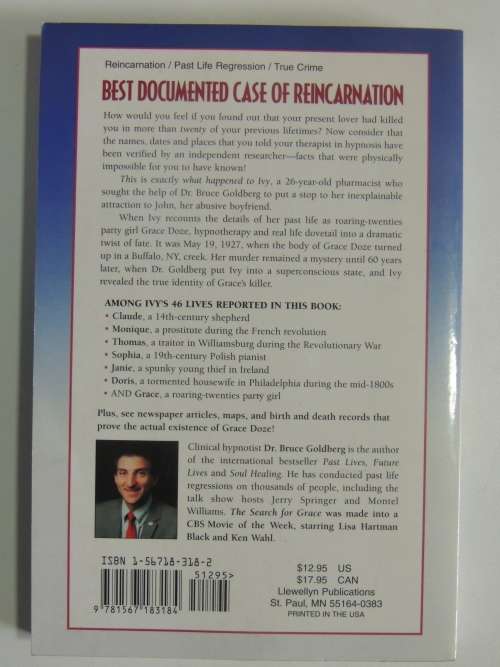 Reincarnation / Past Life Regression / True Crime
BEST DOCUMENTED CASE OF REINCARNATION
How would you feel if you found out that your present lover had killed
you in more than twenty of your previous lifetimes? Now consider that
the names, dates and places that you told your therapist in hypnosis have
been verified by an independent researcher—facts that were physically
impossible for you to have known!
This is exactly what happened to Ivy, a 26-year-old pharmacist who
sought the help of Dr. Bruce Goldberg to put a stop to her inexplainable
attraction to John, her abusive boyfriend.
When Ivy recounts the details of her past life as roaring-twenties
party girl Grace Doze, hypnotherapy and real life dovetail into a dramatic
twist of fate. It was May 19, 1927, when the body of Grace Doze turned
up in a Buffalo, NY, creek. Her murder remained a mystery until 60 years
later, when Dr. Goldberg put Ivy into a superconscious state, and Ivy
revealed the true identity of Grace's killer.
AMONG IVY'S 46 LIVES REPORTED IN THIS BOOK:
• Claude, a 14th-century shepherd
• Monique, a prostitute during the French revolution
• Thomas, a traitor in Williamsburg during the Revolutionary War
• Sophia, a 19th-century Polish pianist
• Janie, a spunky young thief in Ireland
• Doris, a tormented housewife in Philadelphia during the mid-1800s
• AND Grace, a roaring-twenties party girl
Plus, see newspaper articles, maps, and birth and death records that
prove the actual existence of Grace Doze!
Clinical hypnotist Dr. Bruce Goldberg is the author
of the international bestseller Past Lives, Future
Lives and Soul Healing. He has conducted past life
regressions on thousands of people, including the
talk show hosts Jerry Springer and Montel
Williams. The Search for Grace was made into a
CBS Movie of the Week, starring Lisa Hartman
Black and Ken Wahl.
ISBN 1-56718-318-2
51295>
9 781567 183184
$12.95 US
$17.95 CAN
Llewellyn Publications
St. Paul, MN 55164-0383
PRINTED IN THE USA